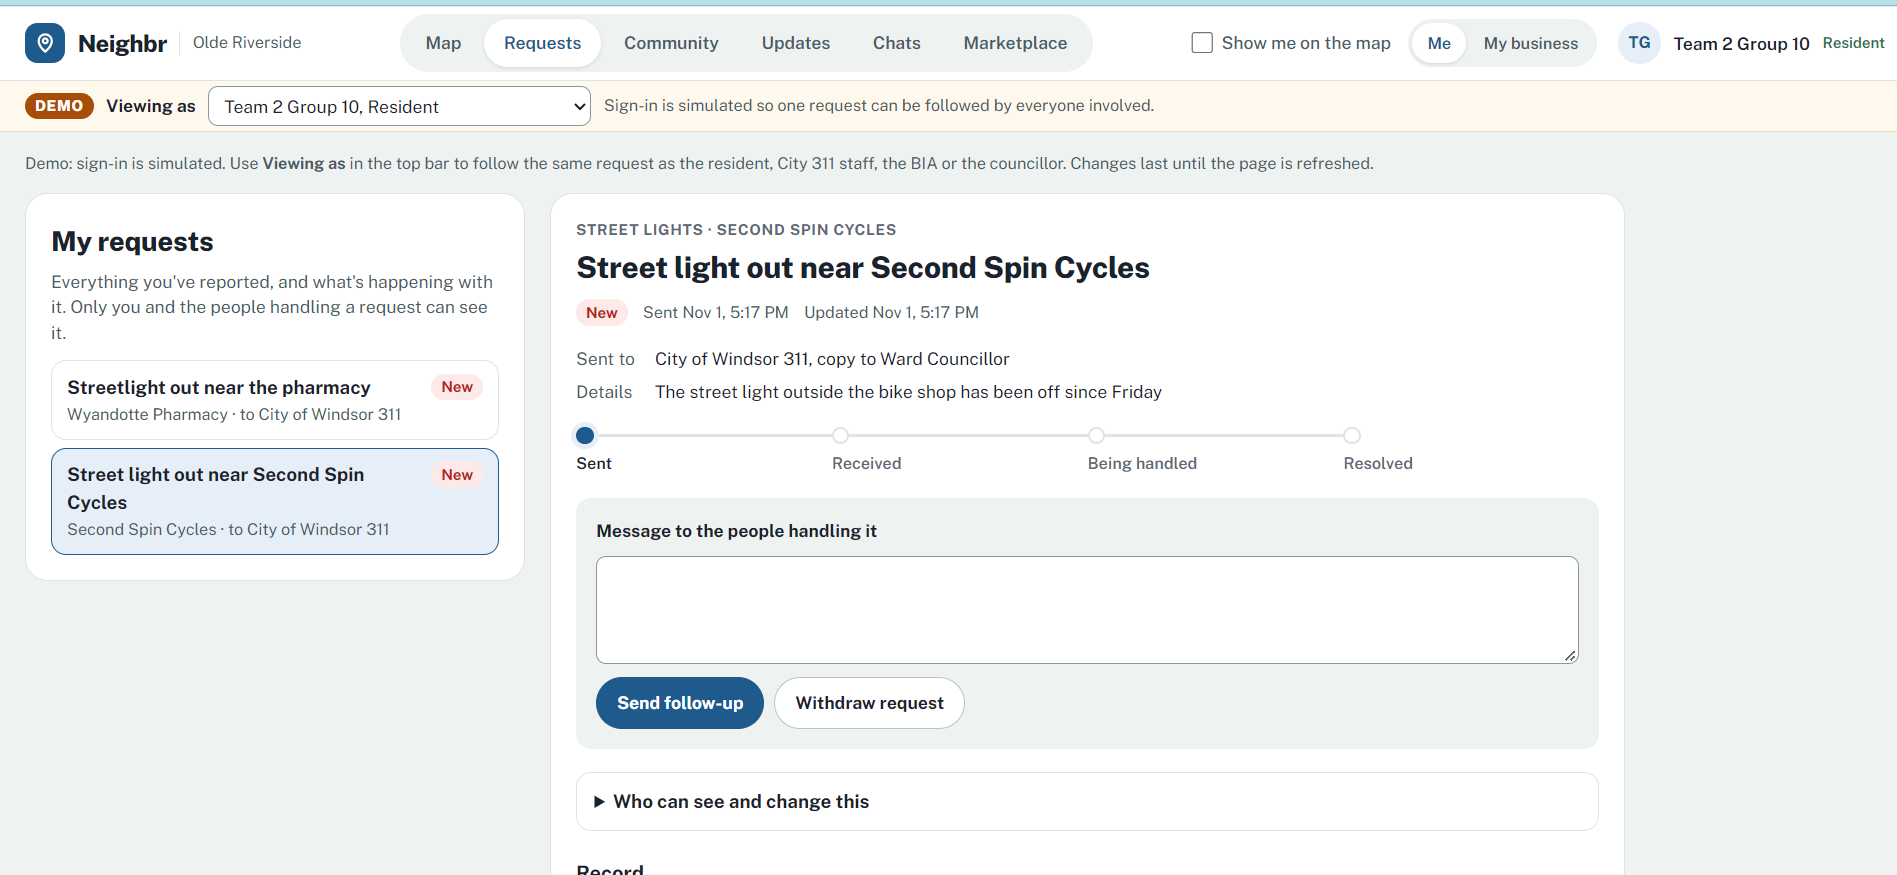 Neighbr
Olde Riverside
Map
Requests
Community
Updates
Chats
Marketplace
Show me on the map
Me
My business
TG
Team 2 Group 10
Resident
DEMO
Viewing as
Team 2 Group 10, Resident
Sign-in is simulated so one request can be followed by everyone involved.
Demo: sign-in is simulated. Use Viewing as in the top bar to follow the same request as the resident, City 311 staff, the BIA or the councillor. Changes last until the page is refreshed.
My requests
Everything you've reported, and what's happening with
it. Only you and the people handling a request can see
it.
Streetlight out near the pharmacy
New
Wyandotte Pharmacy · to City of Windsor 311
Street light out near Second Spin
Cycles
New
Second Spin Cycles · to City of Windsor 311
STREET LIGHTS · SECOND SPIN CYCLES
Street light out near Second Spin Cycles
New
Sent Nov 1, 5:17 PM
Updated Nov 1, 5:17 PM
Sent to
City of Windsor 311, copy to Ward Councillor
Details
The street light outside the bike shop has been off since Friday
Sent
Received
Being handled
Resolved
Message to the people handling it
Send follow-up
Withdraw request
Who can see and change this
Record